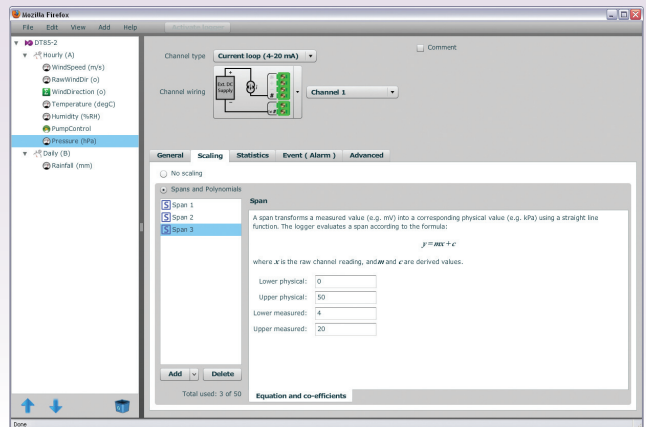 Mozilla Firefox
File Edit View Add Help
DT85-2
Hourly (A)
WindSpeed (m/s)
RawWindDir (o)
WindDirection (o)
Temperature (degC)
Humidity (%RH)
PumpControl
Pressure (hPa)
Daily (B)
Rainfall (mm)
Channel type Current loop (4-20 mA)
Comment
Channel wiring
Ext. DC
Supply
Channel 1
General Scaling Statistics Event ( Alarm ) Advanced
No scaling
Spans and Polynomials
Span 1
Span 2
Span 3
Add Delete
Total used: 3 of 50
Span
A span transforms a measured value (e.g. mV) into a corresponding physical value (e.g. kPa) using a straight line
function. The logger evaluates a span according to the formula:
y = mx + c
where x is the raw channel reading, and m and c are derived values.
Lower physical: 0
Upper physical: 50
Lower measured: 4
Upper measured: 20
Equation and co-efficients
Done